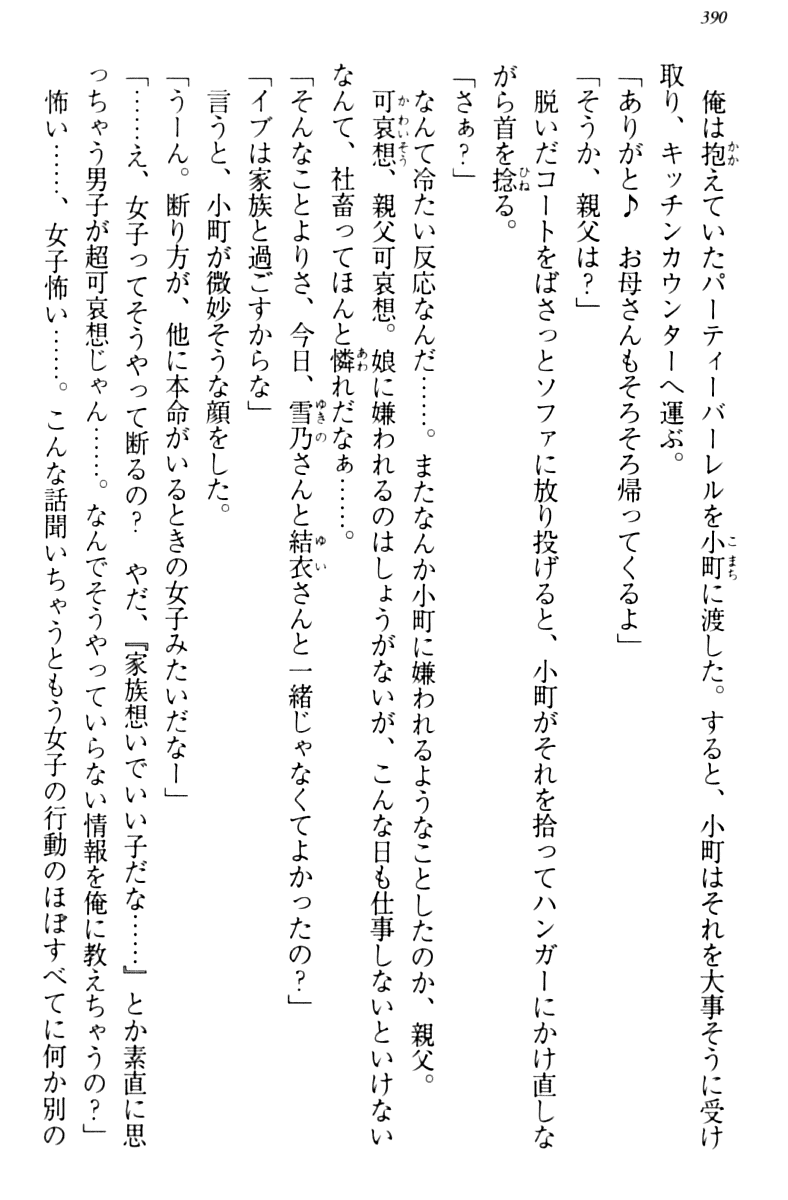 390
俺は抱えていたパーティーバーレルを小町に渡した。すると、小町はそれを大事そうに受け
取り、キッチンカウンターへ運ぶ。
「ありがと♪　お母さんもそろそろ帰ってくるよ」
「そうか、親父は？」
脱いだコートをばさっとソファに放り投げると、小町がそれを拾ってハンガーにかけ直しな
がら首を捻る。
「さぁ？」
なんて冷たい反応なんだ……。またなんか小町に嫌われるようなことしたのか、親父。
可哀想、親父可哀想。娘に嫌われるのはしょうがないが、こんな日も仕事しないといけない
なんて、社畜ってほんと憐れだなぁ……。
「そんなことよりさ、今日、雪乃さんと結衣さんと一緒じゃなくてよかったの？」
「イブは家族と過ごすからな」
言うと、小町が微妙そうな顔をした。
「うーん。断り方が、他に本命がいるときの女子みたいだなー」
「……え、女子ってそうやって断るの？　やだ、『家族想いでいい子だな……』とか素直に思
っちゃう男子が超可哀想じゃん……。なんでそうやっていらない情報を俺に教えちゃうの？」
怖い……、女子怖い……。こんな話聞いちゃうともう女子の行動のほぼすべてに何か別の